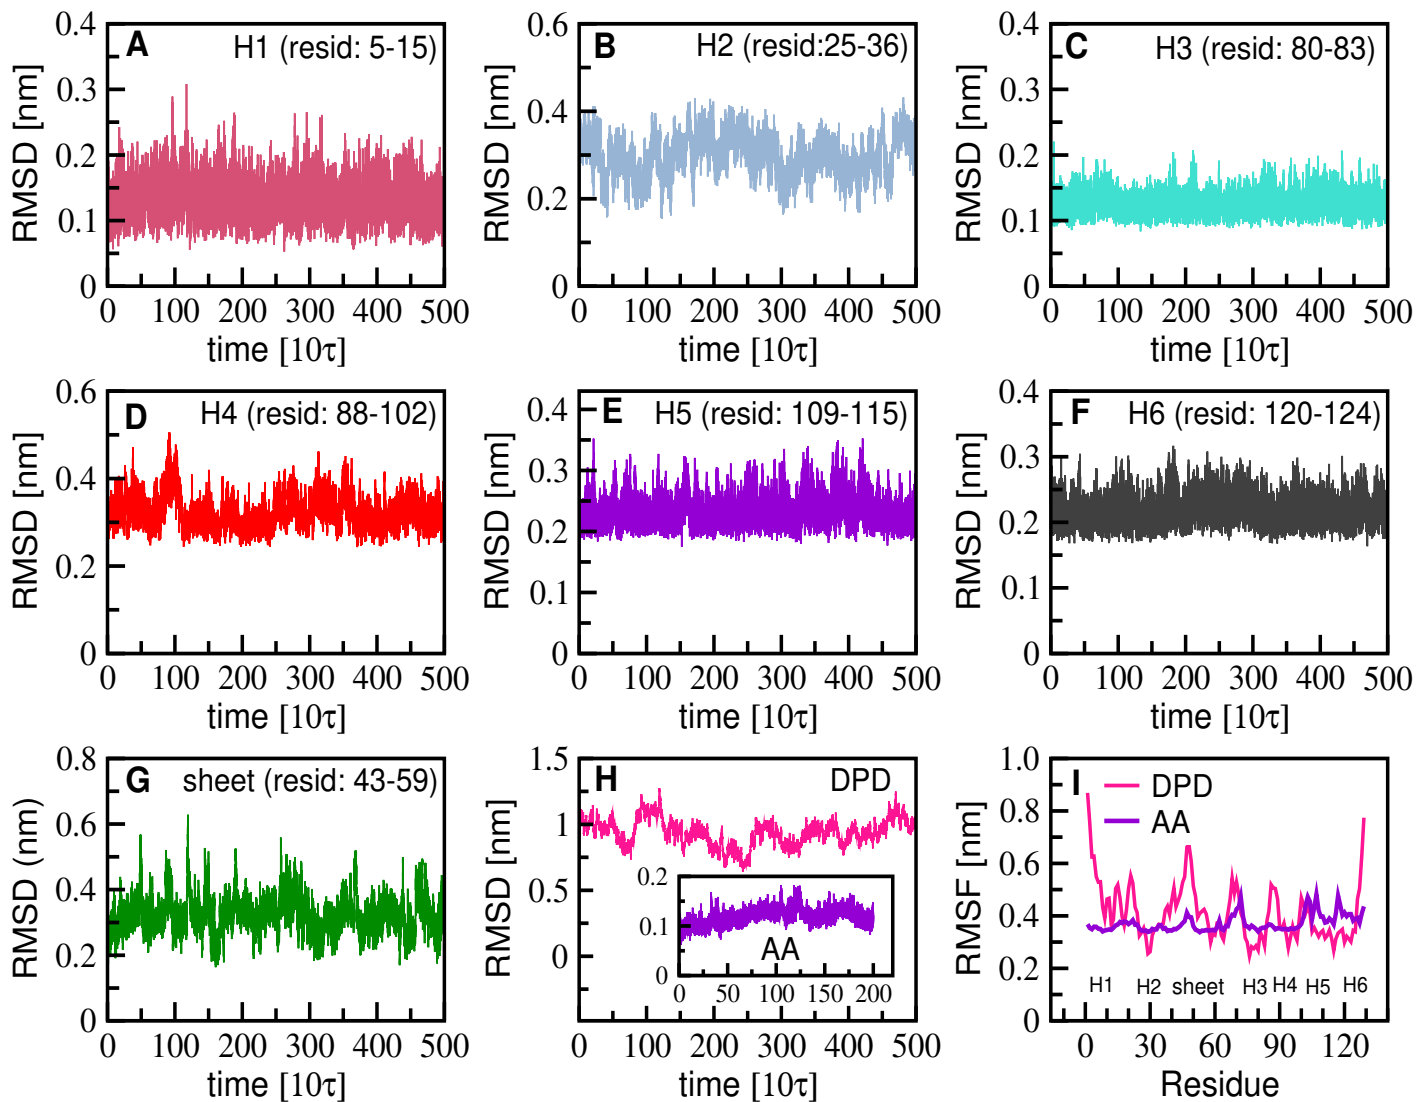 A H1 (resid: 5-15)
0.4
0.3
0.2
0.1
0
RMSD [nm]
0 100 200 300 400 500
time [10τ]
B H2 (resid:25-36)
0.6
0.4
0.2
0
RMSD [nm]
0 100 200 300 400 500
time [10τ]
C H3 (resid: 80-83)
0.4
0.3
0.2
0.1
0
RMSD [nm]
0 100 200 300 400 500
time [10τ]
D H4 (resid: 88-102)
0.6
0.4
0.2
0
RMSD [nm]
0 100 200 300 400 500
time [10τ]
E H5 (resid: 109-115)
0.4
0.3
0.2
0.1
0
RMSD [nm]
0 100 200 300 400 500
time [10τ]
F H6 (resid: 120-124)
0.4
0.3
0.2
0.1
0
RMSD [nm]
0 100 200 300 400 500
time [10τ]
G sheet (resid: 43-59)
0.8
0.6
0.4
0.2
0
RMSD (nm)
0 100 200 300 400 500
time [10τ]
H DPD
1.5
1
0.5
0
RMSD [nm]
0.2
0.1
0
AA
0 50 100 150 200
0 100 200 300 400 500
time [10τ]
I DPD
AA
1.0
0.8
0.6
0.4
0.2
0
RMSF [nm]
H1 H2 sheet H3 H4 H5 H6
0 30 60 90 120
Residue